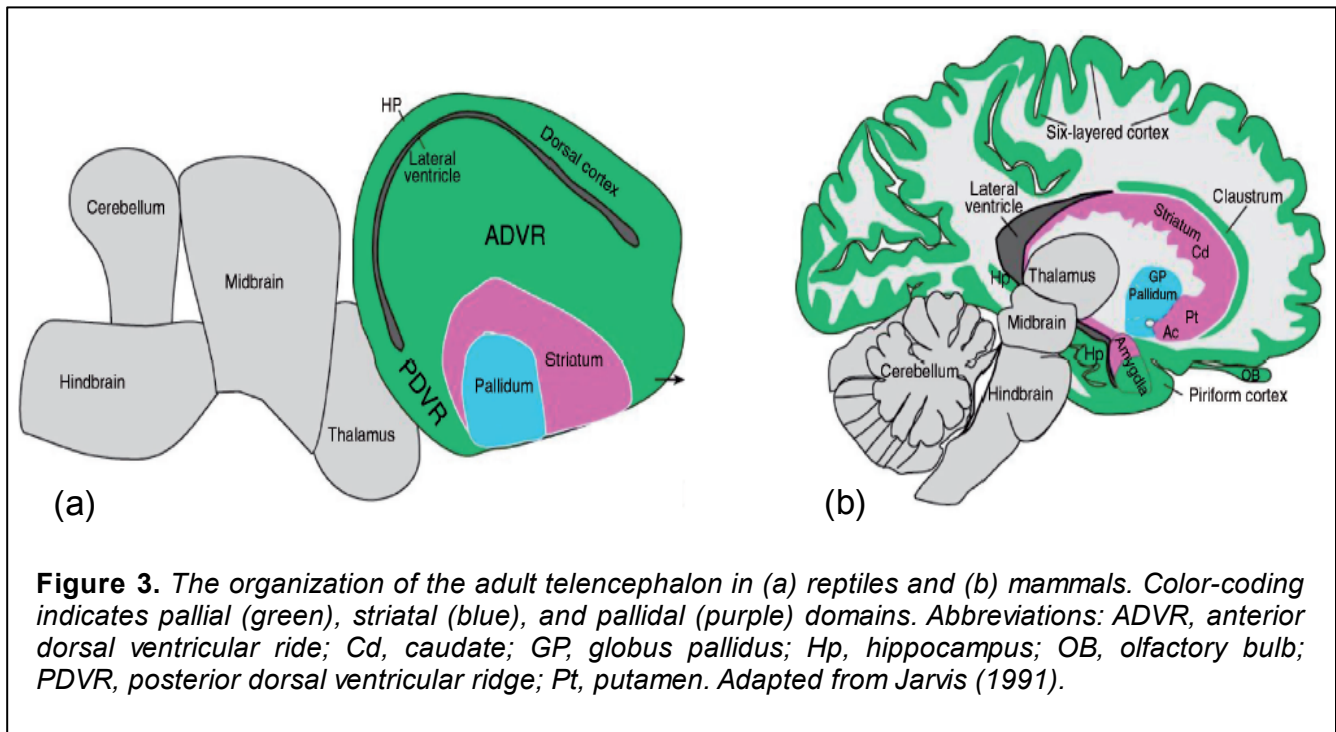 HP
Lateral
ventricle
Dorsal cortex
Cerebellum
Midbrain
ADVR
Hindbrain
Thalamus
PDVR
Striatum
Pallidum
(a)
Six-layered cortex
Lateral
ventricle
Claustrum
Striatum
Cd
Hp
Thalamus
GP
Pallidum
Pt
Ac
Midbrain
Cerebellum
Hp
Amygdla
Hindbrain
OB
Piriform cortex
(b)
Figure 3. The organization of the adult telencephalon in (a) reptiles and (b) mammals. Color-coding
indicates pallial (green), striatal (blue), and pallidal (purple) domains. Abbreviations: ADVR, anterior
dorsal ventricular ride; Cd, caudate; GP, globus pallidus; Hp, hippocampus; OB, olfactory bulb;
PDVR, posterior dorsal ventricular ridge; Pt, putamen. Adapted from Jarvis (1991).